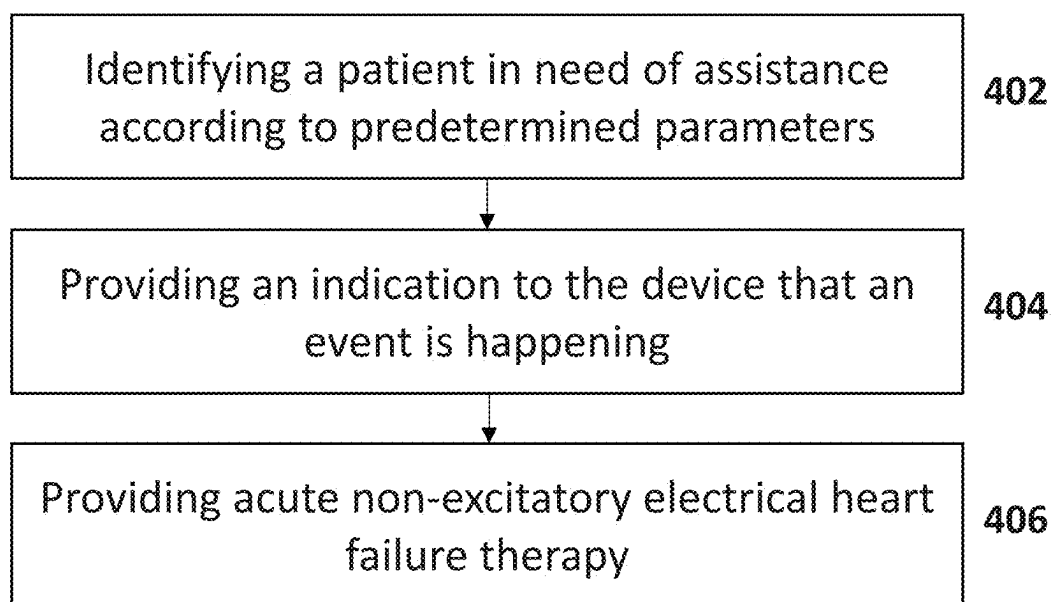 Identifying a patient in need of assistance
according to predetermined parameters
402
Providing an indication to the device that an
event is happening
404
Providing acute non-excitatory electrical heart
failure therapy
406